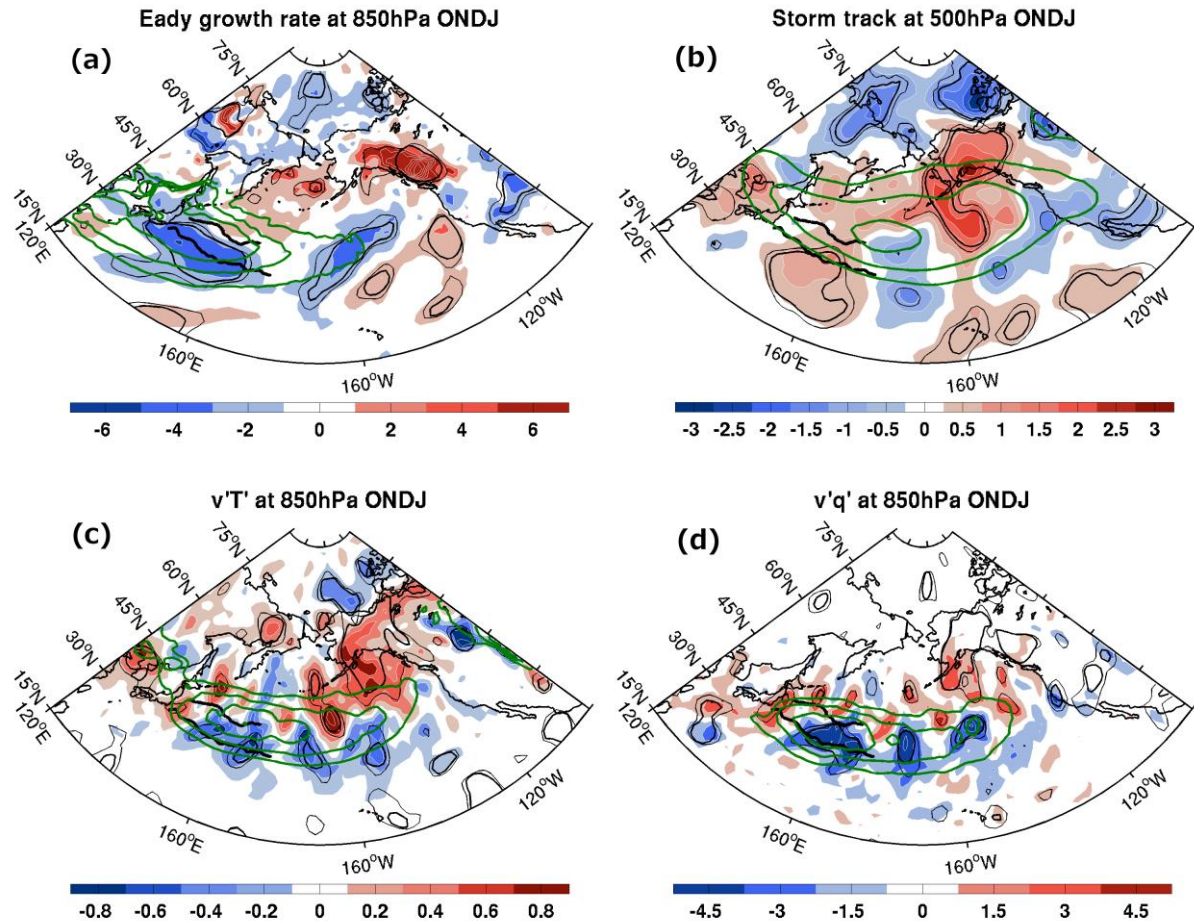 Eady growth rate at 850hPa ONDJ
(a)
75°N
60°N
45°N
30°N
15°N
120°E
160°E
160°W
120°W
-6 -4 -2 0 2 4 6
Storm track at 500hPa ONDJ
(b)
75°N
60°N
45°N
30°N
15°N
120°E
160°E
160°W
120°W
-3 -2.5 -2 -1.5 -1 -0.5 0 0.5 1 1.5 2 2.5 3
v'T' at 850hPa ONDJ
(c)
75°N
60°N
45°N
30°N
15°N
120°E
160°E
160°W
120°W
-0.8 -0.6 -0.4 -0.2 0 0.2 0.4 0.6 0.8
v'q' at 850hPa ONDJ
(d)
75°N
60°N
45°N
30°N
15°N
120°E
160°E
160°W
120°W
-4.5 -3 -1.5 0 1.5 3 4.5